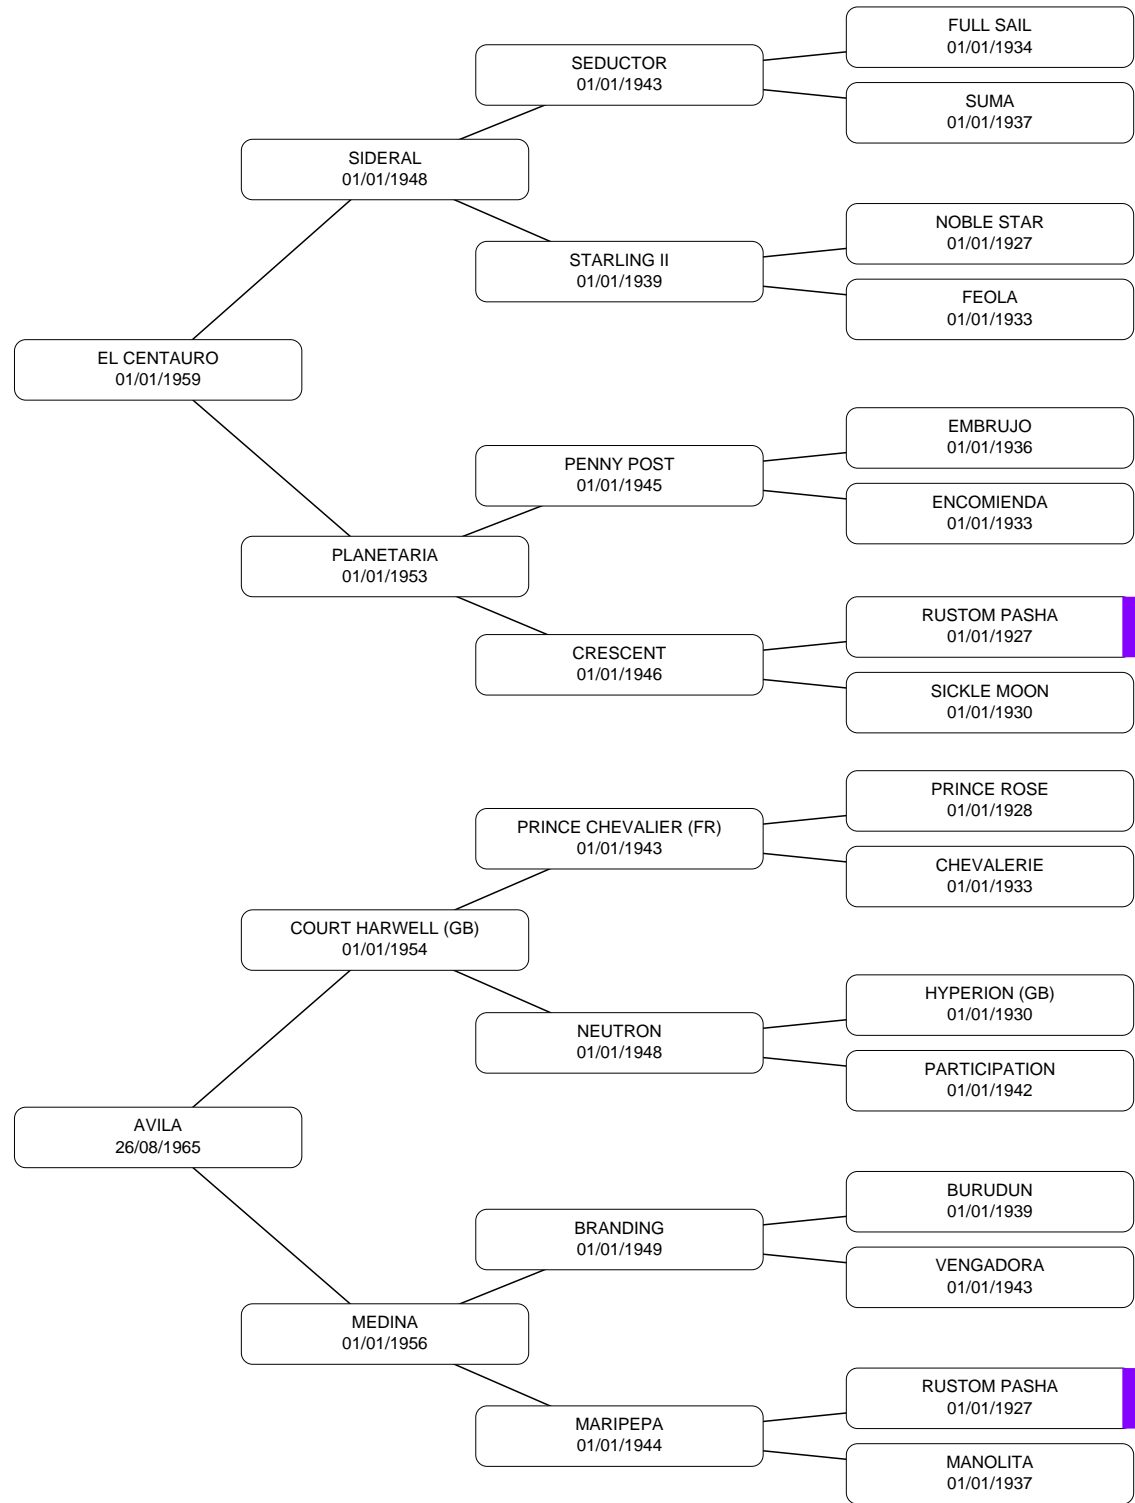 FULL SAIL
01/01/1934
SEDUCTOR
01/01/1943
SUMA
01/01/1937
SIDERAL
01/01/1948
NOBLE STAR
01/01/1927
STARLING II
01/01/1939
FEOLA
01/01/1933
EL CENTAURO
01/01/1959
EMBRUJO
01/01/1936
PENNY POST
01/01/1945
ENCOMIENDA
01/01/1933
PLANETARIA
01/01/1953
RUSTOM PASHA
01/01/1927
CRESCENT
01/01/1946
SICKLE MOON
01/01/1930
PRINCE ROSE
01/01/1928
PRINCE CHEVALIER (FR)
01/01/1943
CHEVALERIE
01/01/1933
COURT HARWELL (GB)
01/01/1954
HYPERION (GB)
01/01/1930
NEUTRON
01/01/1948
PARTICIPATION
01/01/1942
AVILA
26/08/1965
BURUDUN
01/01/1939
BRANDING
01/01/1949
VENGADORA
01/01/1943
MEDINA
01/01/1956
RUSTOM PASHA
01/01/1927
MARIPEPA
01/01/1944
MANOLITA
01/01/1937